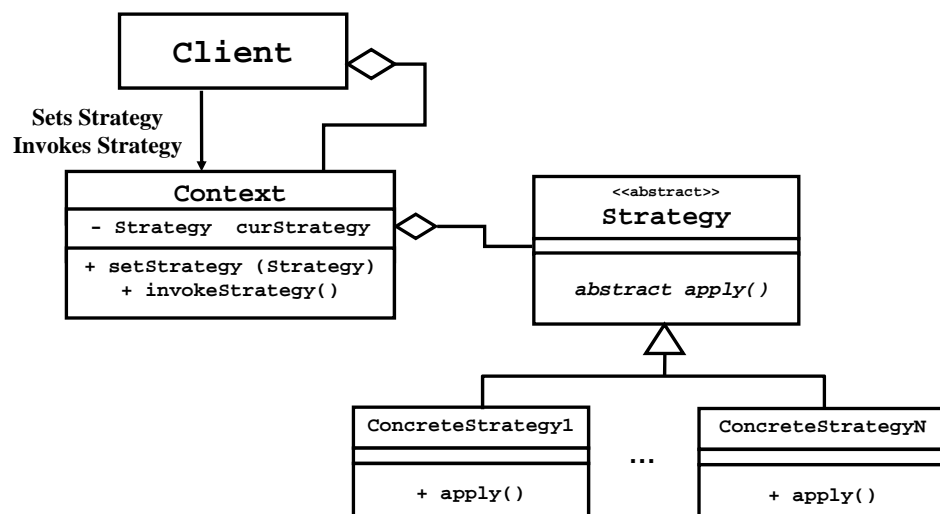 Client
Sets Strategy
Invokes Strategy
Context
- Strategy curStrategy
+ setStrategy (Strategy)
+ invokeStrategy()
<<abstract>>
Strategy
abstract apply()
ConcreteStrategy1
+ apply()
...
ConcreteStrategyN
+ apply()